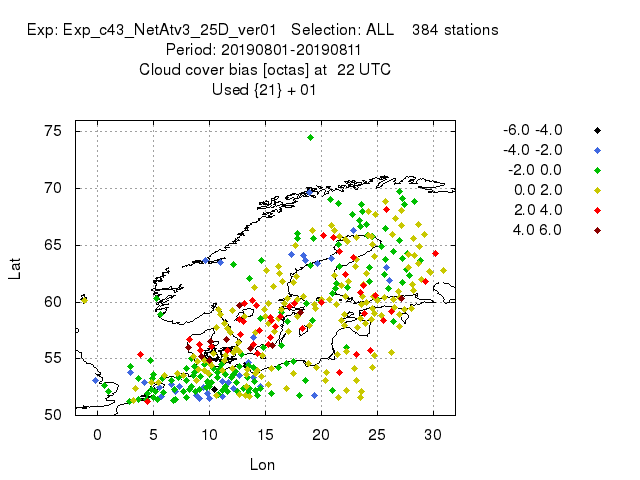 Exp: Exp_c43_NetAtv3_25D_ver01 Selection: ALL 384 stations
Period: 20190801-20190811
Cloud cover bias [octas] at 22 UTC
Used {21} + 01
-6.0 -4.0
-4.0 -2.0
-2.0 0.0
0.0 2.0
2.0 4.0
4.0 6.0
75
70
65
60
55
50
Lat
0 5 10 15 20 25 30
Lon